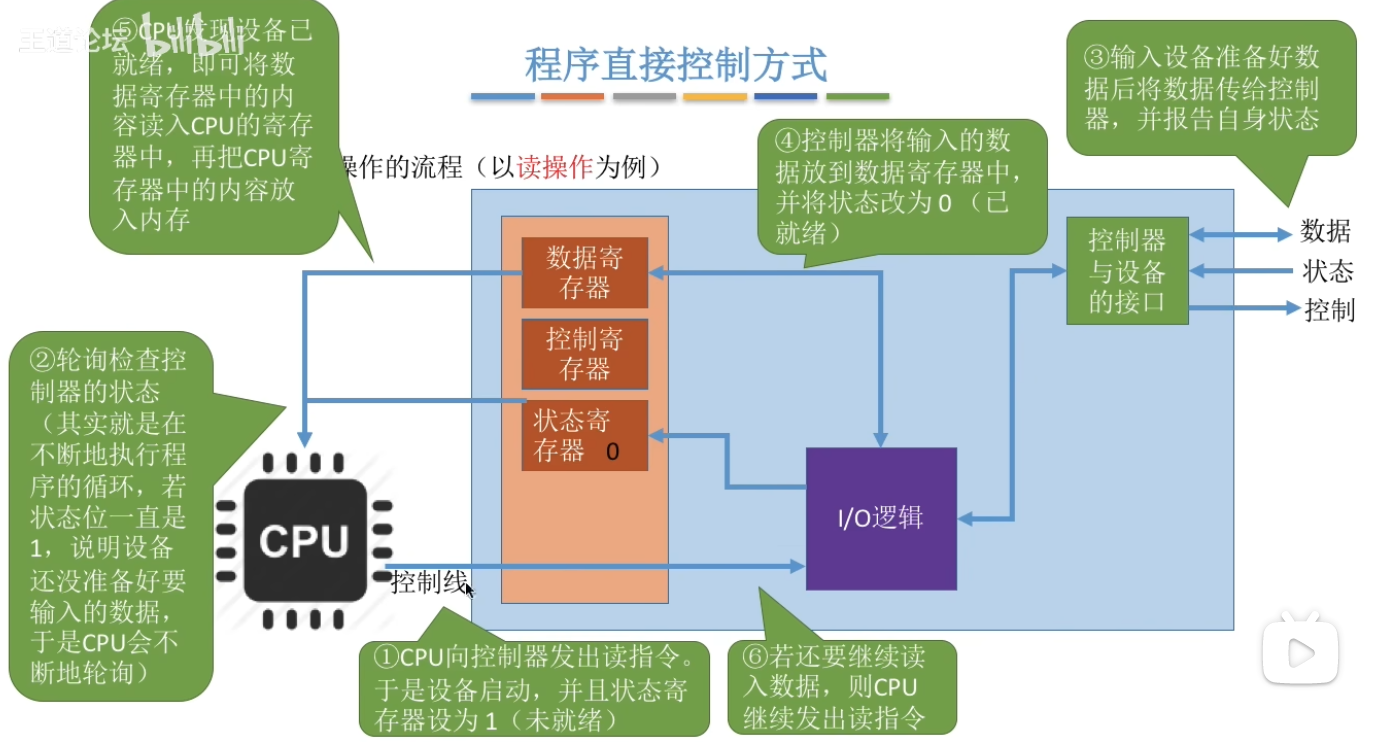 王道论坛 bilibili
程序直接控制方式
操作的流程（以读操作为例）
⑤CPU发现设备已
就绪，即可将数
据寄存器中的内
容读入CPU的寄存
器中，再把CPU寄
存器中的内容放
入内存
③输入设备准备好数
据后将数据传给控制
器，并报告自身状态
④控制器将输入的数
据放到数据寄存器中，
并将状态改为 0 （已
就绪）
数据寄
存器
控制寄
存器
状态寄
存器 0
控制器
与设备
的接口
数据
状态
控制
②轮询检查控
制器的状态
（其实就是在
不断地执行程
序的循环，若
状态位一直是
1，说明设备
还没准备好要
输入的数据，
于是CPU会不
断地轮询）
CPU
I/O逻辑
控制线
①CPU向控制器发出读指令。
于是设备启动，并且状态寄
存器设为 1（未就绪）
⑥若还要继续读
入数据，则CPU
继续发出读指令